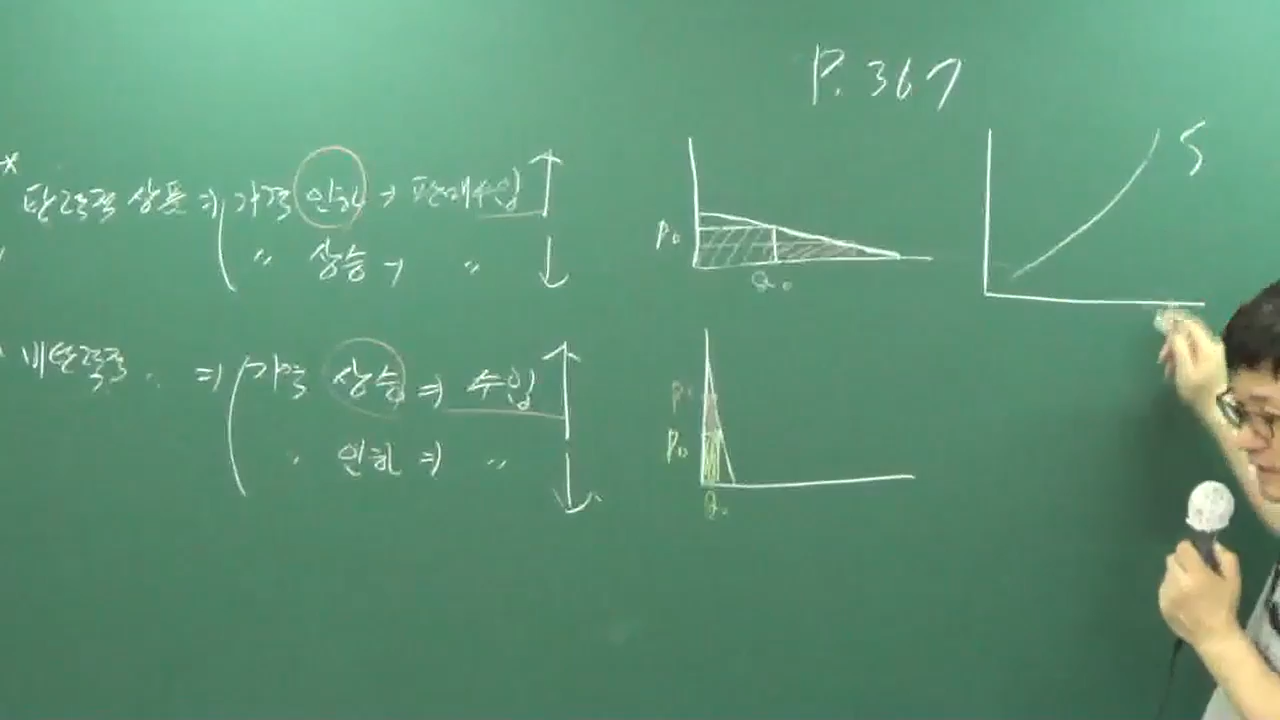 P. 367
* 탄력적 상품 ⇒ 가격 인하 → 판매수입 ↑
〃 상승 → 〃 ↓
비탄력적 〃 ⇒ 가격 상승 ⇒ 수입 ↑
〃 인하 ⇒ 〃 ↓
P₀
Q₀
S
P₁
P₀
Q₀